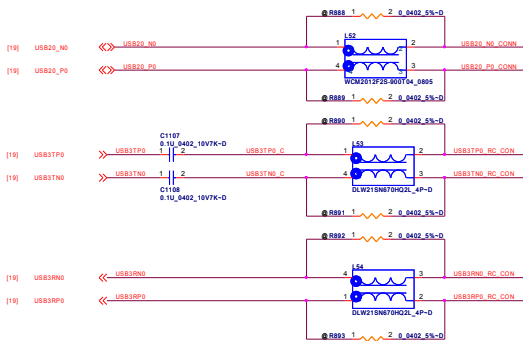 @ R888 1 2 0_0402_5%~D
L52
[19] USB20_N0 1 2 USB20_N0 2 USB20_N0_CONN
[19] USB20_P0 USB20_P0 4 3 3 USB20_P0_CONN
WCM2012F2S-900T04_0805
@ R889 1 2 0_0402_5%~D
C1107
0.1U_0402_10V7K~D
@ R890 1 2 0_0402_5%~D
L53
[19] USB3TP0 USB3TP0 1 2 USB3TP0_C 1 2 USB3TP0_RC_CON
[19] USB3TN0 USB3TN0 1 2 USB3TN0_C 4 3 USB3TN0_RC_CON
DLW21SN670HQ2L_4P~D
C1108
0.1U_0402_10V7K~D
@ R891 1 2 0_0402_5%~D
@ R892 1 2 0_0402_5%~D
L54
[19] USB3RN0 USB3RN0 4 3 USB3RN0_RC_CON
[19] USB3RP0 USB3RP0 1 2 USB3RP0_RC_CON
DLW21SN670HQ2L_4P~D
@ R893 1 2 0_0402_5%~D